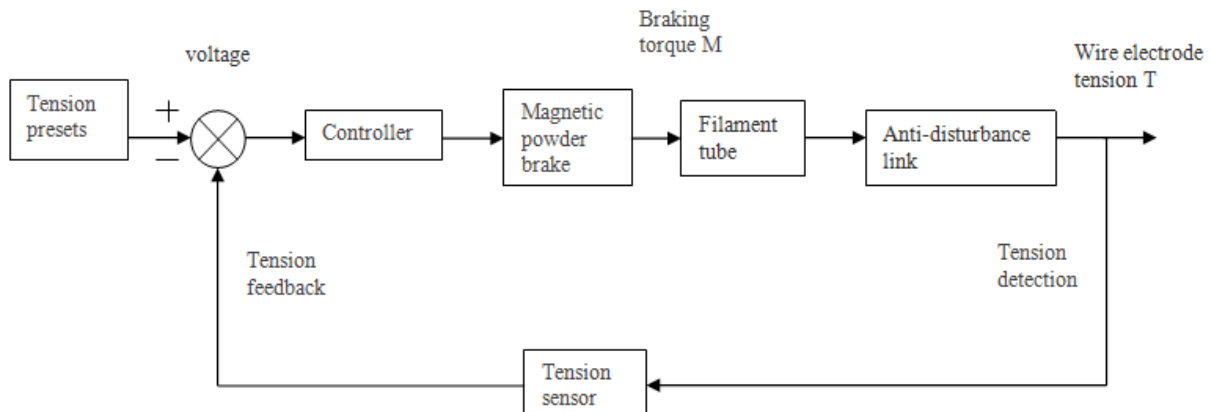 Braking
torque M
Wire electrode
tension T
voltage
Tension
presets
+
−
Controller
Magnetic
powder
brake
Filament
tube
Anti-disturbance
link
Tension
feedback
Tension
detection
Tension
sensor